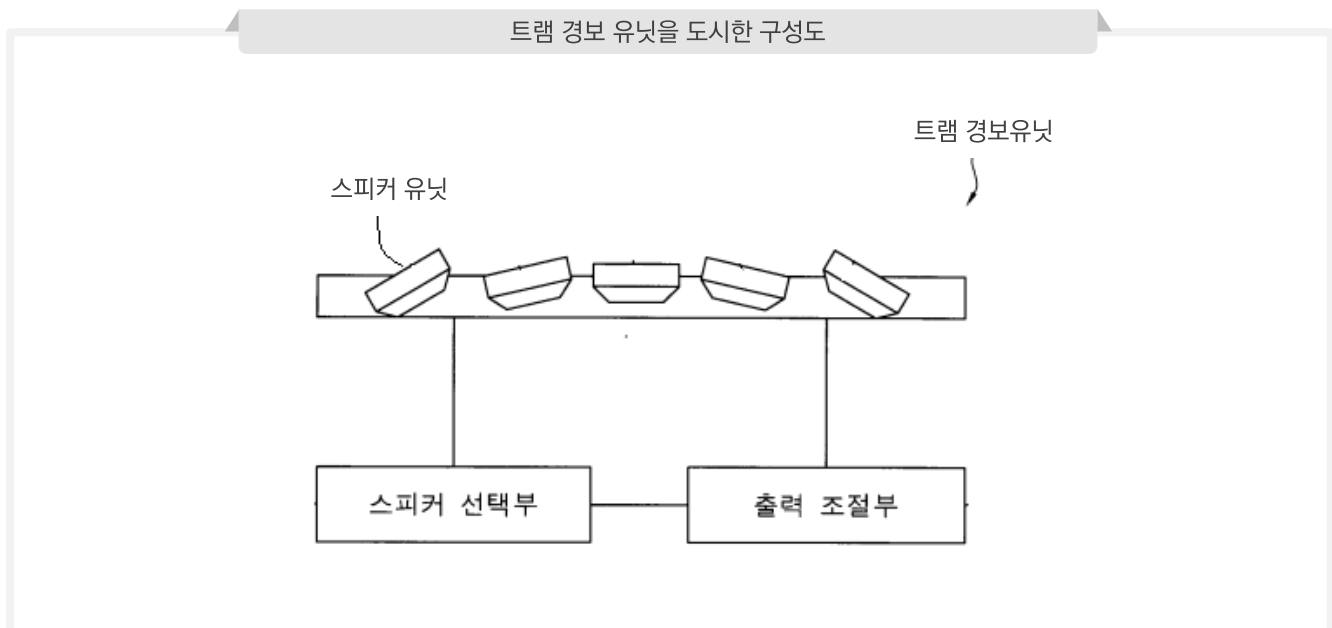 트램 경보 유닛을 도시한 구성도
트램 경보유닛
스피커 유닛
스피커 선택부
출력 조절부